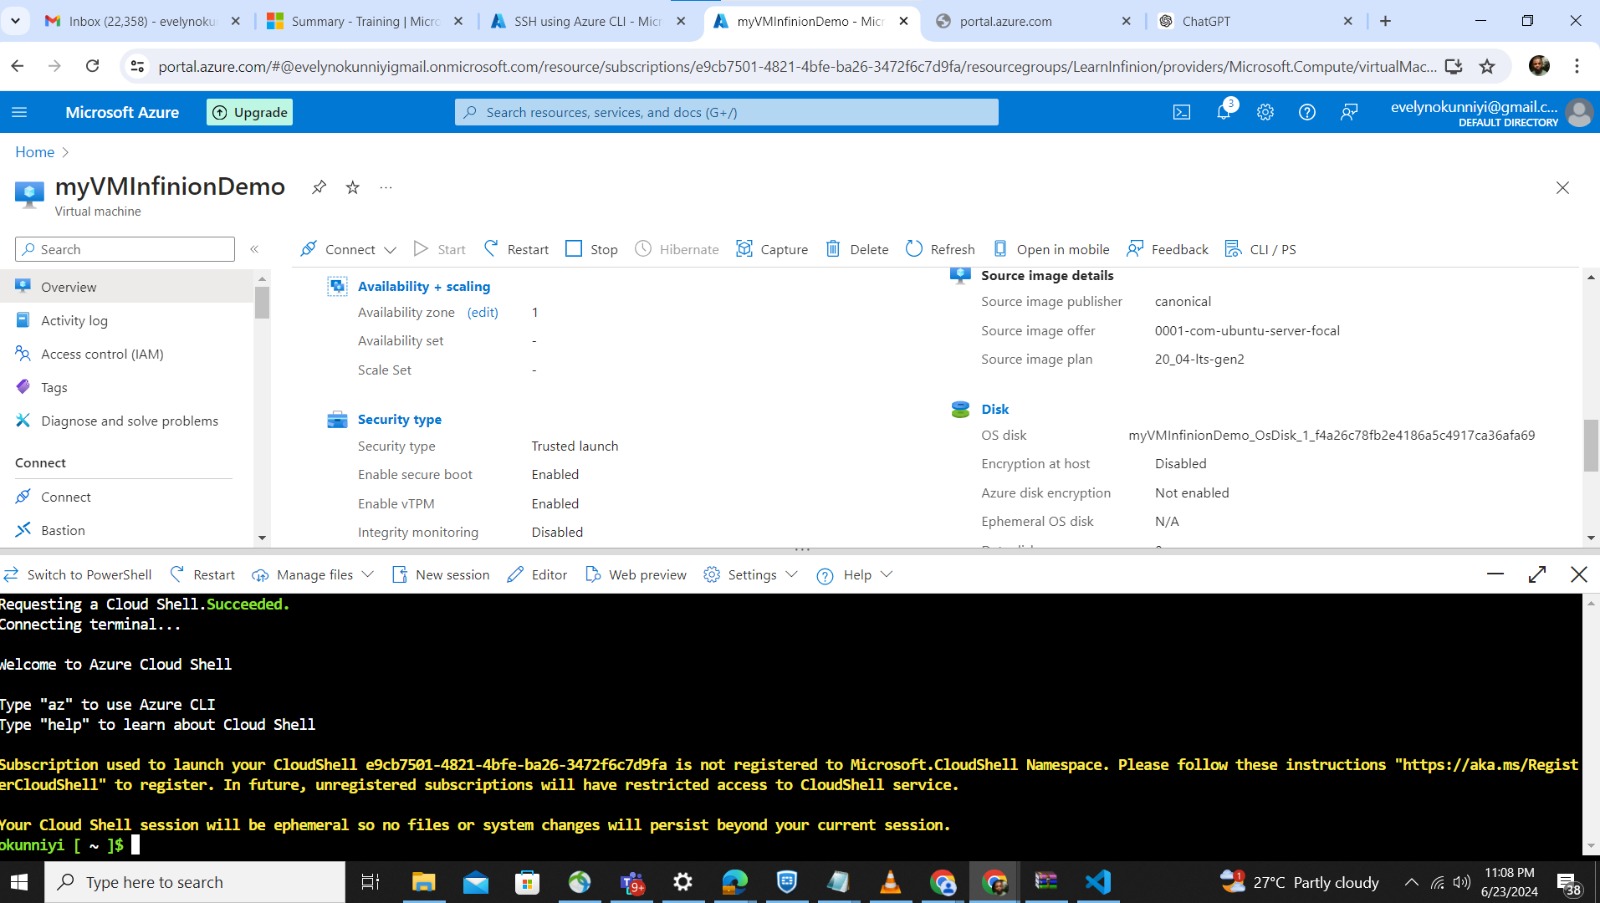 Inbox (22,358) - evelynoku
Summary - Training | Micro
SSH using Azure CLI - Micr
myVMInfinionDemo - Micr
portal.azure.com
ChatGPT
portal.azure.com/#@evelynokunniyigmail.onmicrosoft.com/resource/subscriptions/e9cb7501-4821-4bfe-ba26-3472f6c7d9fa/resourcegroups/LearnInfinion/providers/Microsoft.Compute/virtualMac...
Microsoft Azure
Upgrade
Search resources, services, and docs (G+/)
3
evelynokunniyi@gmail.c...
DEFAULT DIRECTORY
Home
myVMInfinionDemo
Virtual machine
Search
Connect
Start
Restart
Stop
Hibernate
Capture
Delete
Refresh
Open in mobile
Feedback
CLI / PS
Overview
Activity log
Access control (IAM)
Tags
Diagnose and solve problems
Connect
Connect
Bastion
Availability + scaling
Availability zone (edit) 1
Availability set -
Scale Set -
Security type
Security type Trusted launch
Enable secure boot Enabled
Enable vTPM Enabled
Integrity monitoring Disabled
Source image details
Source image publisher canonical
Source image offer 0001-com-ubuntu-server-focal
Source image plan 20_04-lts-gen2
Disk
OS disk myVMInfinionDemo_OsDisk_1_f4a26c78fb2e4186a5c4917ca36afa69
Encryption at host Disabled
Azure disk encryption Not enabled
Ephemeral OS disk N/A
Switch to PowerShell
Restart
Manage files
New session
Editor
Web preview
Settings
Help
Requesting a Cloud Shell.Succeeded.
Connecting terminal...
Welcome to Azure Cloud Shell
Type "az" to use Azure CLI
Type "help" to learn about Cloud Shell
Subscription used to launch your CloudShell e9cb7501-4821-4bfe-ba26-3472f6c7d9fa is not registered to Microsoft.CloudShell Namespace. Please follow these instructions "https://aka.ms/Regist
erCloudShell" to register. In future, unregistered subscriptions will have restricted access to CloudShell service.
Your Cloud Shell session will be ephemeral so no files or system changes will persist beyond your current session.
okunniyi [ ~ ]$
Type here to search
9+
1
27°C Partly cloudy
11:08 PM
6/23/2024
38